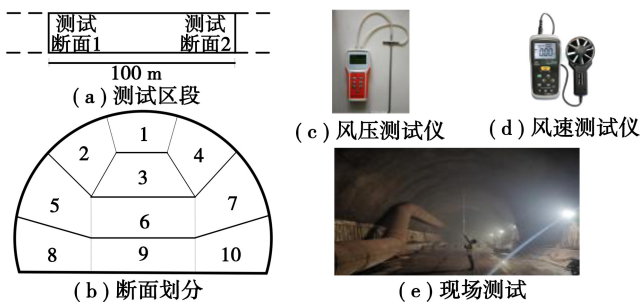 测试 测试
断面1 断面2
100 m
(a)测试区段
1
2 4
3
5 7
6
8 9 10
(b)断面划分
(c)风压测试仪
(d)风速测试仪
(e)现场测试